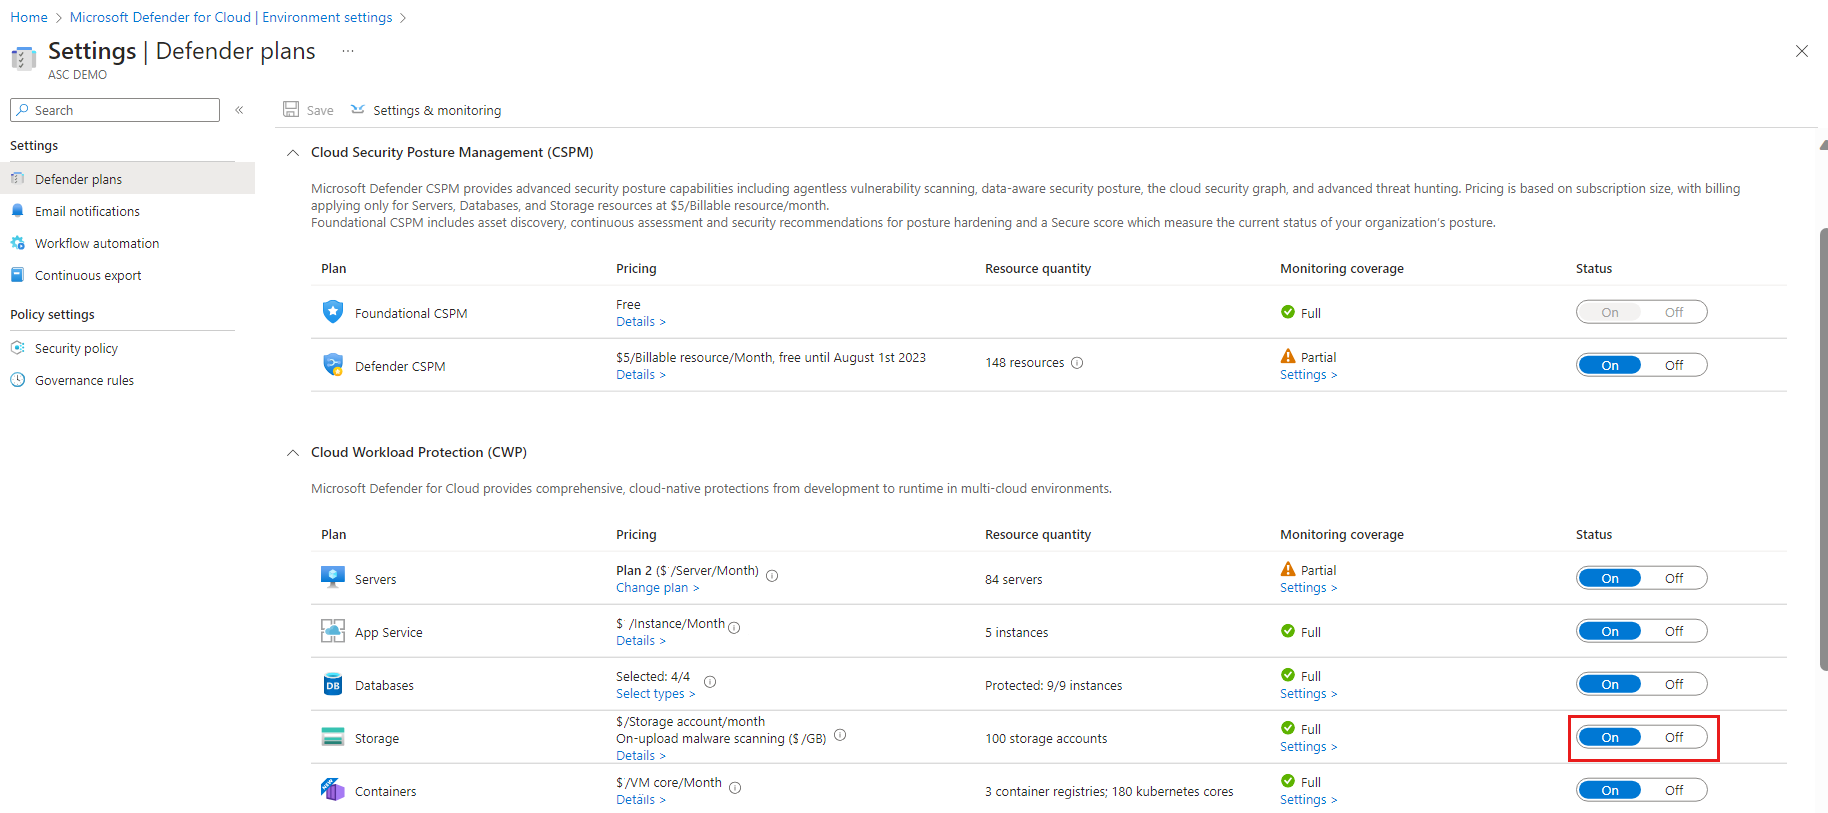 Home > Microsoft Defender for Cloud | Environment settings >
Settings | Defender plans ...
ASC DEMO
Search «
Save Settings & monitoring
Settings
Defender plans
Email notifications
Workflow automation
Continuous export
Policy settings
Security policy
Governance rules
Cloud Security Posture Management (CSPM)
Microsoft Defender CSPM provides advanced security posture capabilities including agentless vulnerability scanning, data-aware security posture, the cloud security graph, and advanced threat hunting. Pricing is based on subscription size, with billing
applying only for Servers, Databases, and Storage resources at $5/Billable resource/month.
Foundational CSPM includes asset discovery, continuous assessment and security recommendations for posture hardening and a Secure score which measure the current status of your organization's posture.
Plan Pricing Resource quantity Monitoring coverage Status
Foundational CSPM Free Full On Off
Details >
Defender CSPM $5/Billable resource/Month, free until August 1st 2023 148 resources Partial On Off
Details > Settings >
Cloud Workload Protection (CWP)
Microsoft Defender for Cloud provides comprehensive, cloud-native protections from development to runtime in multi-cloud environments.
Plan Pricing Resource quantity Monitoring coverage Status
Servers Plan 2 ($ /Server/Month) 84 servers Partial On Off
Change plan > Settings >
App Service $ /Instance/Month 5 instances Full On Off
Details >
Databases Selected: 4/4 Protected: 9/9 instances Full On Off
Select types > Settings >
Storage $/Storage account/month 100 storage accounts Full On Off
On-upload malware scanning ($ /GB) Settings >
Details >
Containers $ /VM core/Month 3 container registries; 180 kubernetes cores Full On Off
Details > Settings >